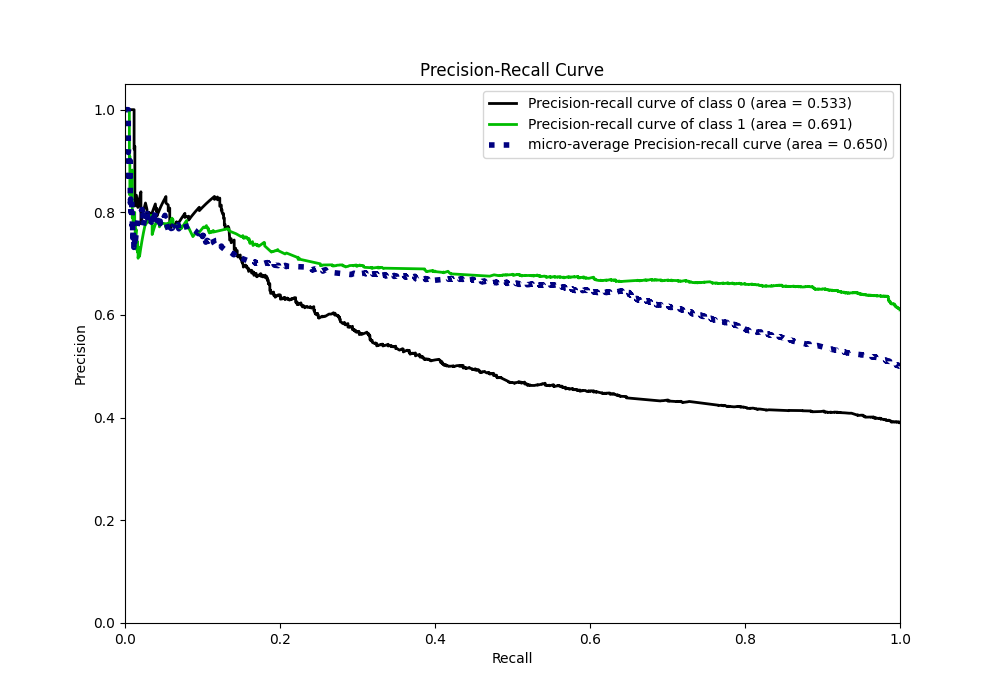 Precision-Recall Curve
Precision-recall curve of class 0 (area = 0.533)
Precision-recall curve of class 1 (area = 0.691)
micro-average Precision-recall curve (area = 0.650)
Precision
1.0
0.8
0.6
0.4
0.2
0.0
0.0 0.2 0.4 0.6 0.8 1.0
Recall